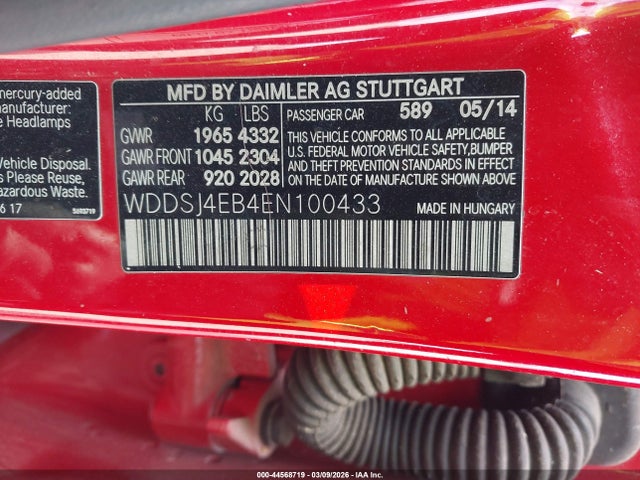 mercury-added
manufacturer:
e Headlamps
Vehicle Disposal.
Please Reuse,
azardous Waste.
6 17
MFD BY DAIMLER AG STUTTGART
KG LBS PASSENGER CAR 589 05/14
GVWR 1965 4332
GAWR FRONT 1045 2304
GAWR REAR 920 2028
THIS VEHICLE CONFORMS TO ALL APPLICABLE
U.S. FEDERAL MOTOR VEHICLE SAFETY,BUMPER
AND THEFT PREVENTION STANDARDS IN EFFECT
ON THE DATE OF MANUFACTURE SHOWN ABOVE.
WDDSJ4EB4EN100433 MADE IN HUNGARY
000-44568719 | 03/09/2026 | IAA Inc.